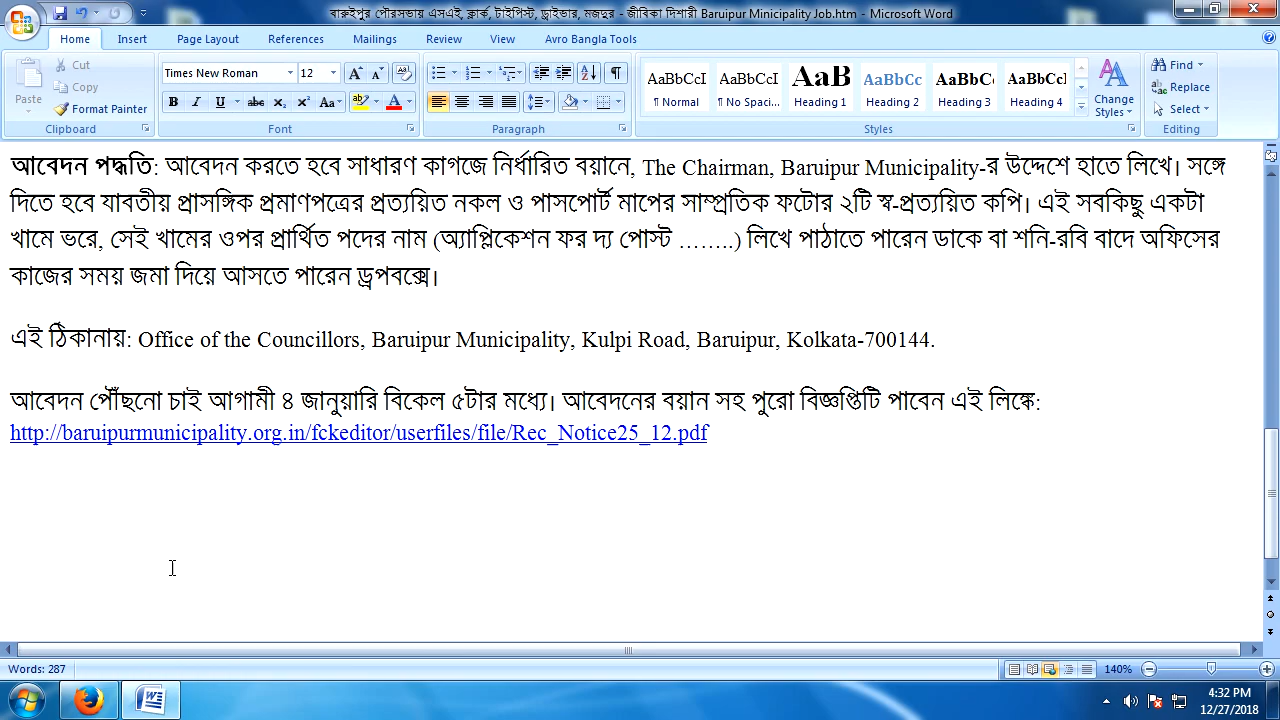 বারুইপুর পৌরসভায় এসএই, ক্লার্ক, টাইপিস্ট, ড্রাইভার, মজদুর - জীবিকা দিশারী Baruipur Minicipality Job.htm - Microsoft Word
Home Insert Page Layout References Mailings Review View Avro Bangla Tools
Paste
Cut
Copy
Format Painter
Clipboard
Times New Roman 12
Font
Paragraph
AaBbCcI AaBbCcI AaB AaBbCc AaBbC AaBbCcI
¶ Normal ¶ No Spaci... Heading 1 Heading 2 Heading 3 Heading 4
Change Styles
Styles
Find
Replace
Select
Editing
আবেদন পদ্ধতি: আবেদন করতে হবে সাধারণ কাগজে নির্ধারিত বয়ানে, The Chairman, Baruipur Municipality-র উদ্দেশে হাতে লিখে। সঙ্গে
দিতে হবে যাবতীয় প্রাসঙ্গিক প্রমাণপত্রের প্রত্যয়িত নকল ও পাসপোর্ট মাপের সাম্প্রতিক ফটোর ২টি স্ব-প্রত্যয়িত কপি। এই সবকিছু একটা
খামে ভরে, সেই খামের ওপর প্রার্থিত পদের নাম (অ্যাপ্লিকেশন ফর দ্য পোস্ট ........) লিখে পাঠাতে পারেন ডাকে বা শনি-রবি বাদে অফিসের
কাজের সময় জমা দিয়ে আসতে পারেন ড্রপবক্সে।
এই ঠিকানায়: Office of the Councillors, Baruipur Municipality, Kulpi Road, Baruipur, Kolkata-700144.
আবেদন পৌঁছনো চাই আগামী ৪ জানুয়ারি বিকেল ৫টার মধ্যে। আবেদনের বয়ান সহ পুরো বিজ্ঞপ্তিটি পাবেন এই লিঙ্কে:
http://baruipurmunicipality.org.in/fckeditor/userfiles/file/Rec_Notice25_12.pdf
Words: 287
140%
4:32 PM
12/27/2018